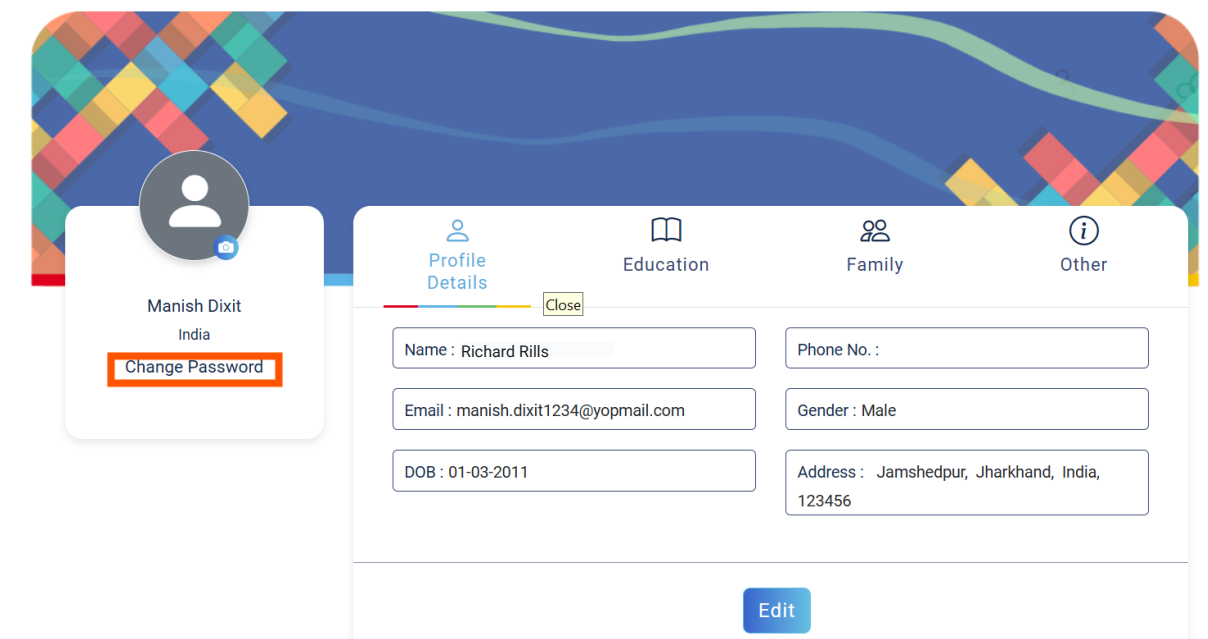 Manish Dixit
India
Change Password
Profile
Details
Education
Family
Other
Close
Name : Richard Rills
Phone No. :
Email : manish.dixit1234@yopmail.com
Gender : Male
DOB : 01-03-2011
Address : Jamshedpur, Jharkhand, India,
123456
Edit